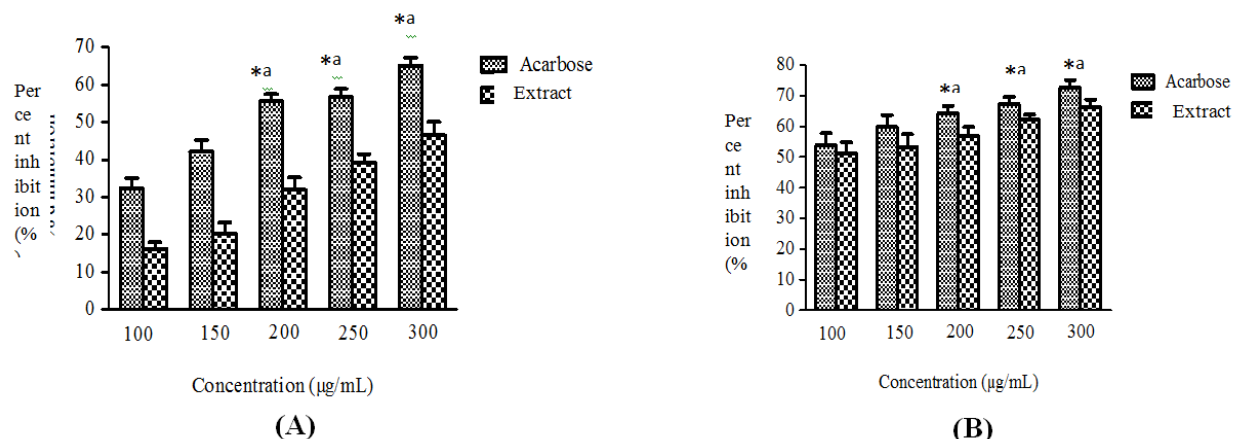 *a
*a
*a
70
60
50
40
30
20
10
0
Per
ce
nt
inh
ibit
ion
(%
)
Acarbose
Extract
100 150 200 250 300
Concentration (µg/mL)
(A)
*a
*a
*a
80
70
60
50
40
30
20
10
0
Per
ce
nt
inh
ibit
ion
(%
Acarbose
Extract
100 150 200 250 300
Concentration (µg/mL)
(B)